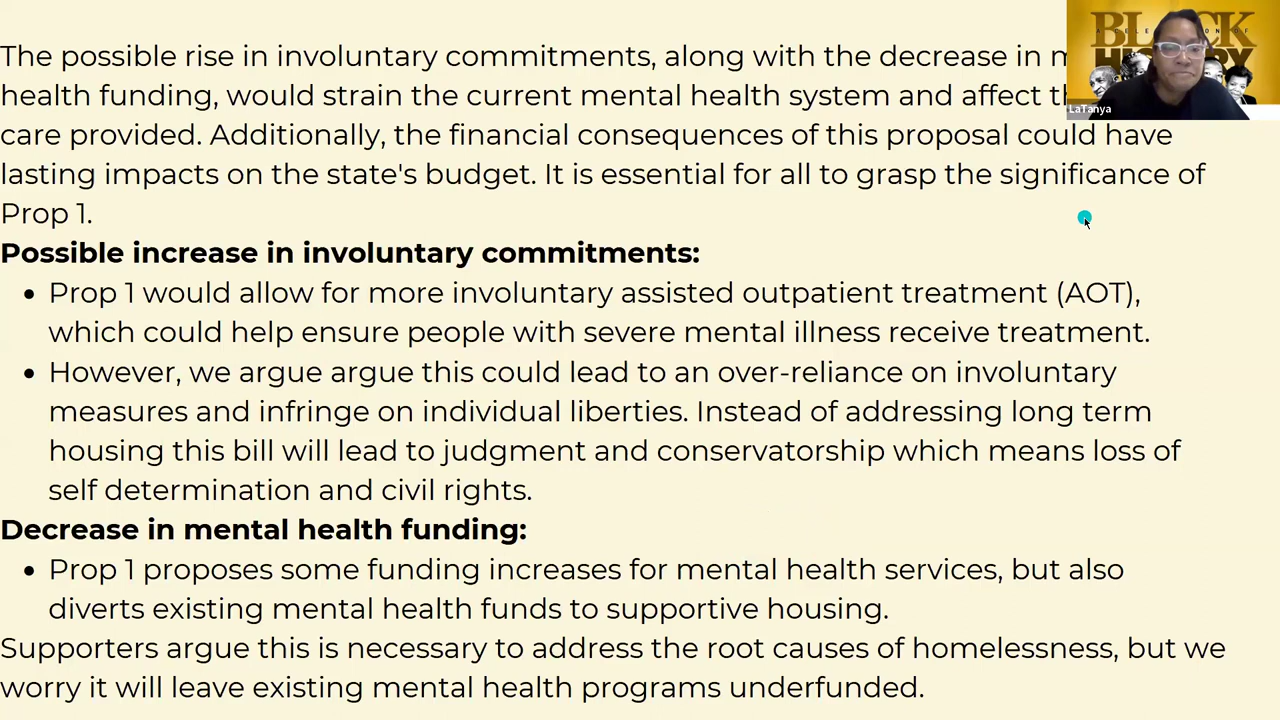 The possible rise in involuntary commitments, along with the decrease in
health funding, would strain the current mental health system and affect
care provided. Additionally, the financial consequences of this proposal could have
lasting impacts on the state's budget. It is essential for all to grasp the significance of
Prop 1.
Possible increase in involuntary commitments:
• Prop 1 would allow for more involuntary assisted outpatient treatment (AOT),
which could help ensure people with severe mental illness receive treatment.
• However, we argue argue this could lead to an over-reliance on involuntary
measures and infringe on individual liberties. Instead of addressing long term
housing this bill will lead to judgment and conservatorship which means loss of
self determination and civil rights.
Decrease in mental health funding:
• Prop 1 proposes some funding increases for mental health services, but also
diverts existing mental health funds to supportive housing.
Supporters argue this is necessary to address the root causes of homelessness, but we
worry it will leave existing mental health programs underfunded.
LaTanya